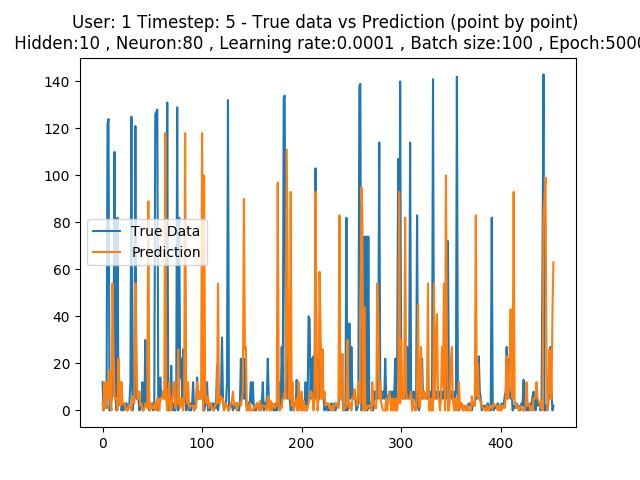 User: 1 Timestep: 5 - True data vs Prediction (point by point)
Hidden:10 , Neuron:80 , Learning rate:0.0001 , Batch size:100 , Epoch:5000
140
120
100
80
60
40
20
0
True Data
Prediction
0 100 200 300 400